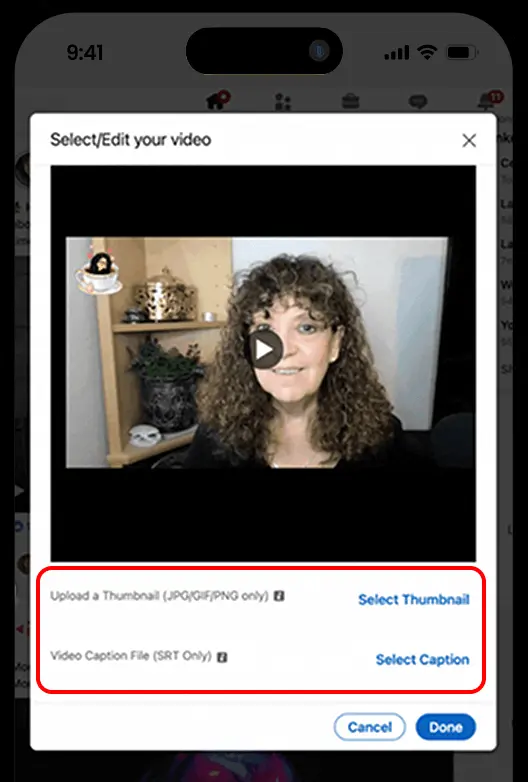 9:41
11
Select/Edit your video
Upload a Thumbnail (JPG/GIF/PNG only)
Select Thumbnail
Video Caption File (SRT Only)
Select Caption
Cancel
Done